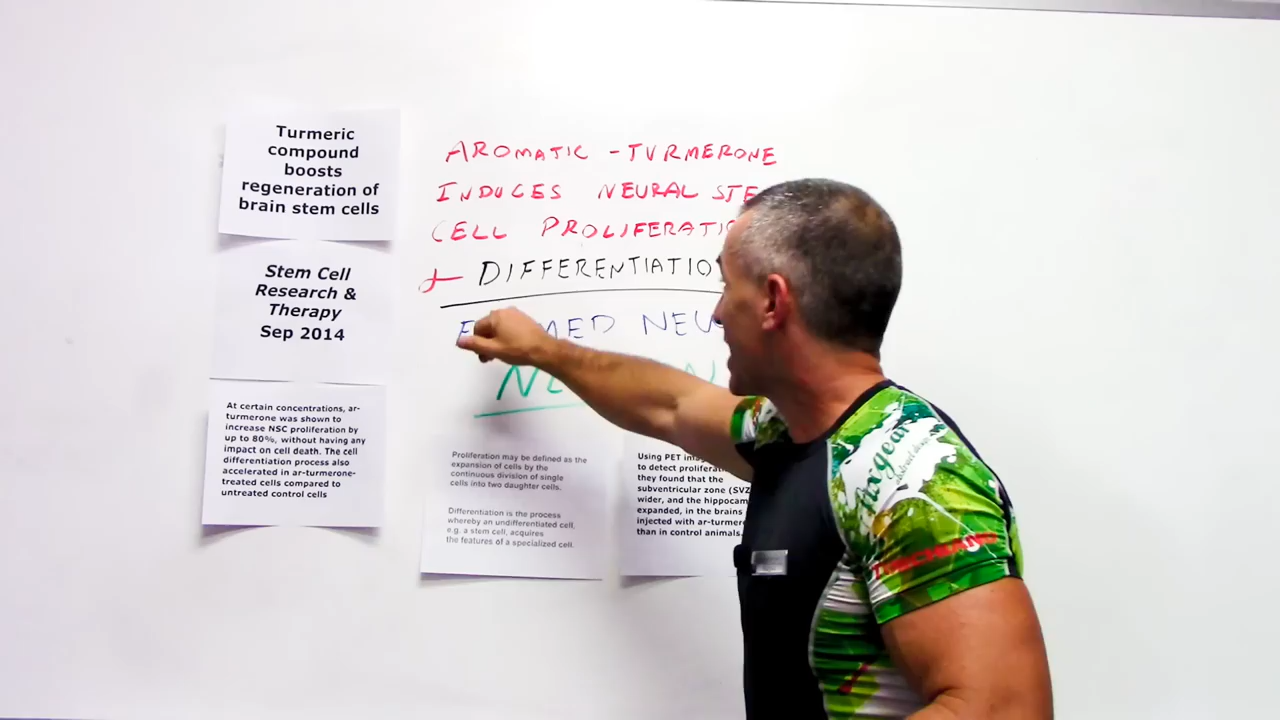 Turmeric
compound
boosts
regeneration of
brain stem cells
Stem Cell
Research &
Therapy
Sep 2014
At certain concentrations, ar-
turmerone was shown to
increase NSC proliferation by
up to 80%, without having any
impact on cell death. The cell
differentiation process also
accelerated in ar-turmerone-
treated cells compared to
untreated control cells
AROMATIC -TURMERONE
INDUCES NEURAL STE
CELL PROLIFERATIO
+ DIFFERENTIATIO
MED NEW
Proliferation may be defined as the
expansion of cells by the
continuous division of single
cells into two daughter cells.
Differentiation is the process
whereby an undifferentiated cell,
e.g. a stem cell, acquires
the features of a specialized cell.
Using PET imag
to detect proliferat
they found that the
subventricular zone (SVZ
wider, and the hippocam
expanded, in the brains
injected with ar-turmero
than in control animals.